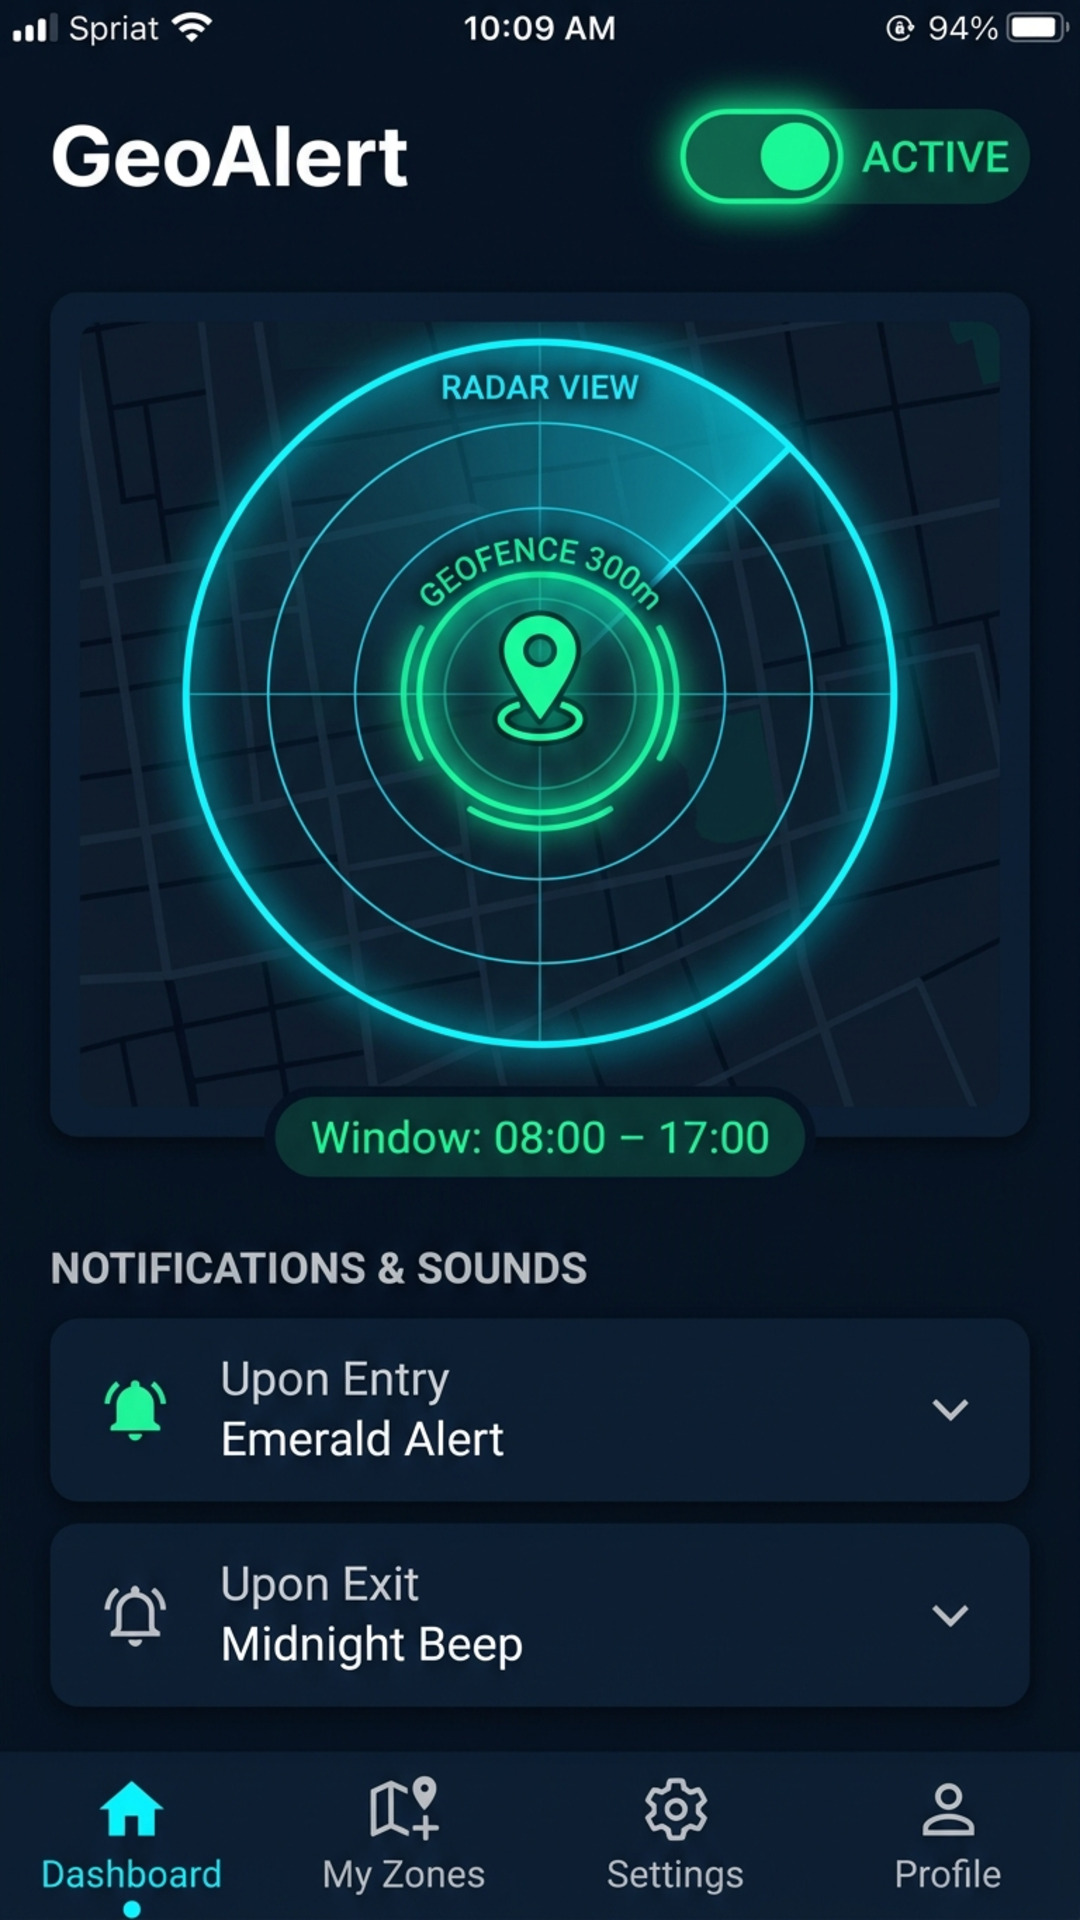 Spriat
10:09 AM
94%
GeoAlert
ACTIVE
RADAR VIEW
GEOFENCE 300m
Window: 08:00 – 17:00
NOTIFICATIONS & SOUNDS
Upon Entry
Emerald Alert
Upon Exit
Midnight Beep
Dashboard
My Zones
Settings
Profile